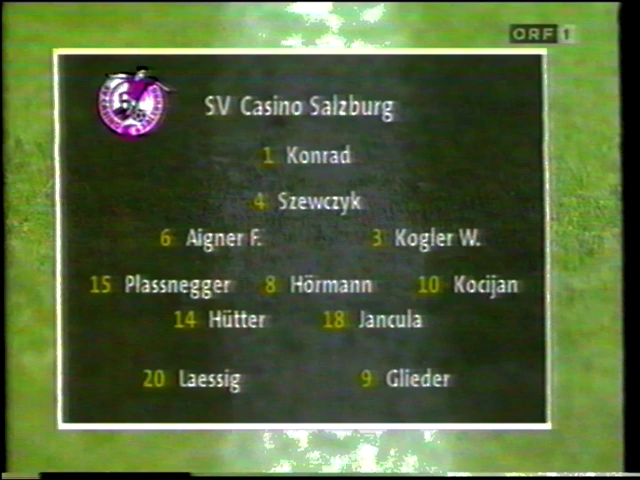 ORF 1
SV Casino Salzburg
1 Konrad
4 Szewczyk
6 Aigner F. 3 Kogler W.
15 Plassnegger 8 Hörmann 10 Kocijan
14 Hütter 18 Jancula
20 Laessig 9 Glieder